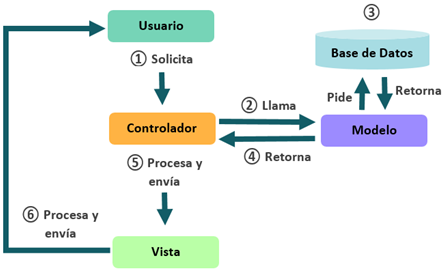 ③
Usuario
Base de Datos
① Solicita
② Llama
Pide
Retorna
Controlador
Modelo
④ Retorna
⑤ Procesa y
envía
⑥ Procesa y
envía
Vista